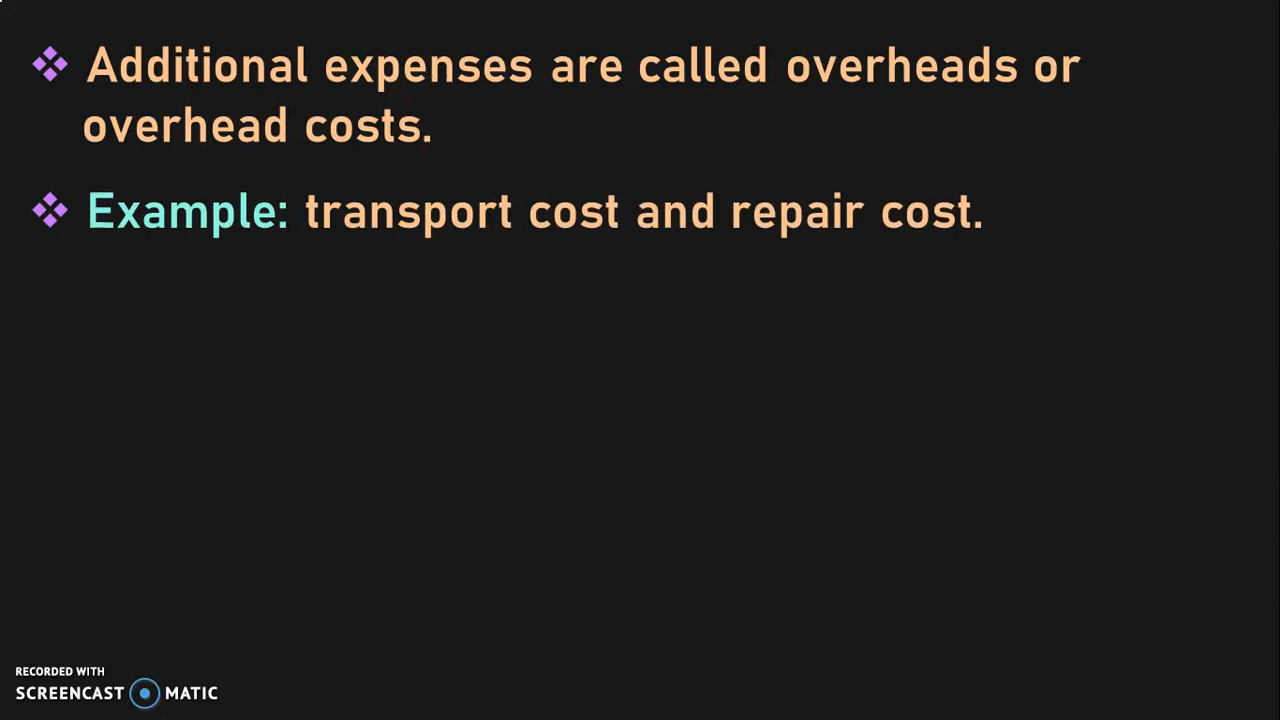 ❖ Additional expenses are called overheads or
overhead costs.
❖ Example: transport cost and repair cost.
RECORDED WITH
SCREENCAST MATIC